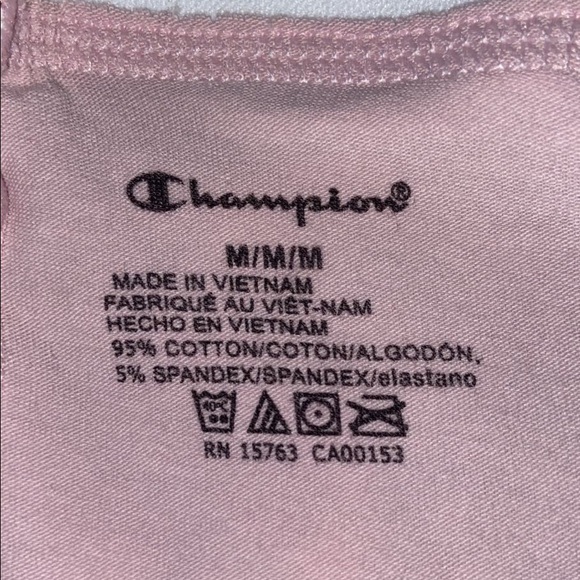 Champion®
M/M/M
MADE IN VIETNAM
FABRIQUÉ AU VIÊT-NAM
HECHO EN VIETNAM
95% COTTON/COTON/ALGODÓN,
5% SPANDEX/SPANDEX/elastano
40°C
RN 15763 CA00153